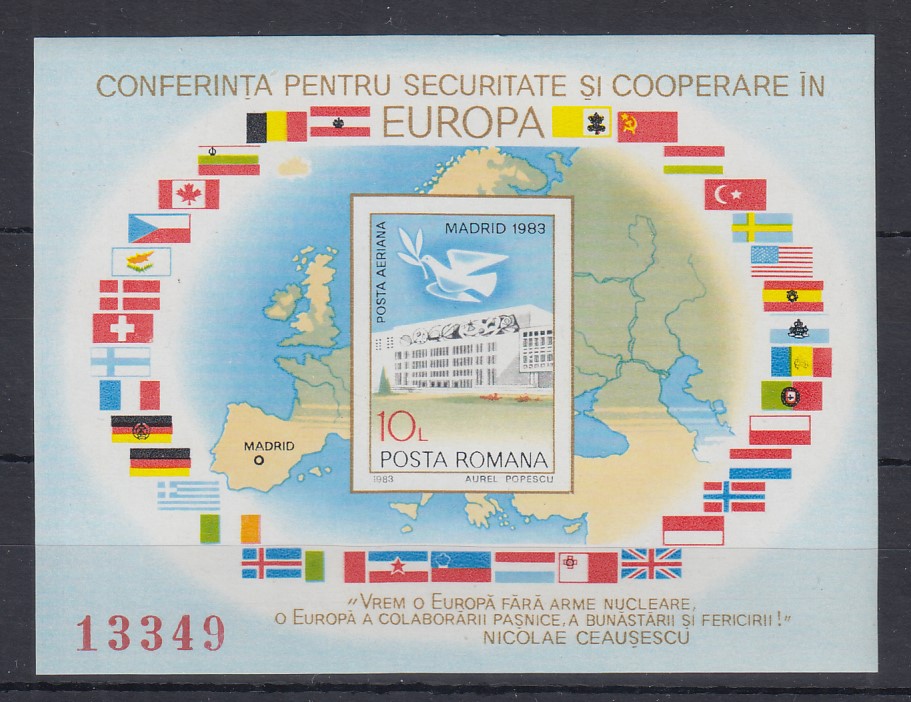 CONFERINȚA PENTRU SECURITATE ȘI COOPERARE ÎN
EUROPA
MADRID 1983
POSTA AERIANA
MADRID
10L
POSTA ROMANA
1983 AUREL POPESCU
"VREM O EUROPĂ FĂRĂ ARME NUCLEARE,
O EUROPĂ A COLABORĂRII PAȘNICE, A BUNĂSTĂRII ȘI FERICIRII!"
NICOLAE CEAUȘESCU
13349